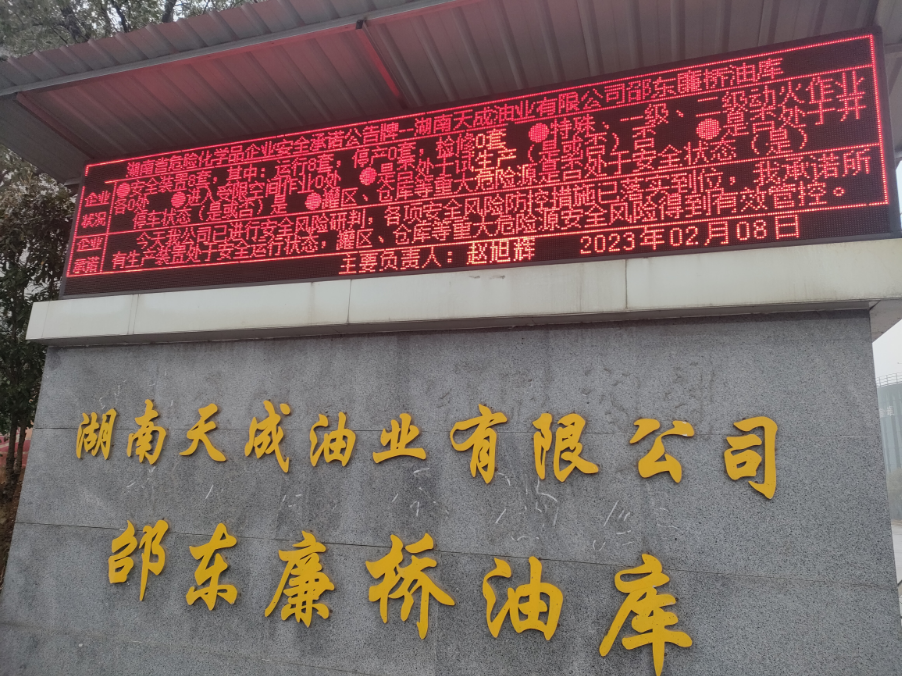 湖南省危险化学品企业安全承诺公告牌--湖南天成油业有限公司邵东廉桥油库
企业
状况
安全装置8套,其中:运行8套,停产0套,检修0套 特殊、一级、二级动火作业
各0处 进入受限空间作业0处 是否处于试生产(是或否):否 是否处于开
停车状态(是或否):否 罐区、仓库等重大危险源是否处于安全状态(是)
企业
承诺
今天我公司已进行安全风险研判,各项安全风险防控措施已落实到位,我承诺所
有生产装置处于安全运行状态,罐区、仓库等重大危险源安全风险得到有效管控。
主要负责人:赵旭辉 2023年02月08日
湖南天成油业有限公司
邵东廉桥油库